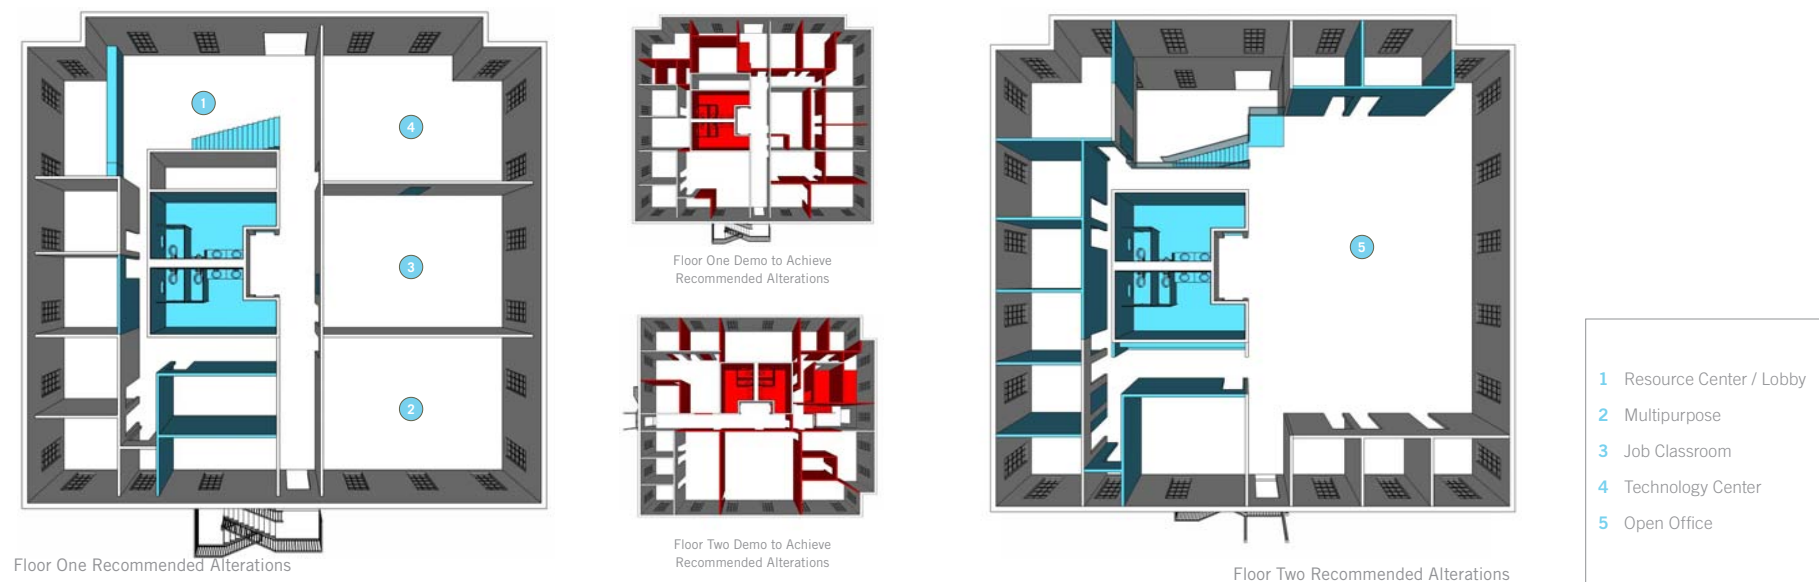 1
4
3
2
Floor One Recommended Alterations
Floor One Demo to Achieve
Recommended Alterations
Floor Two Demo to Achieve
Recommended Alterations
5
Floor Two Recommended Alterations
1 Resource Center / Lobby
2 Multipurpose
3 Job Classroom
4 Technology Center
5 Open Office